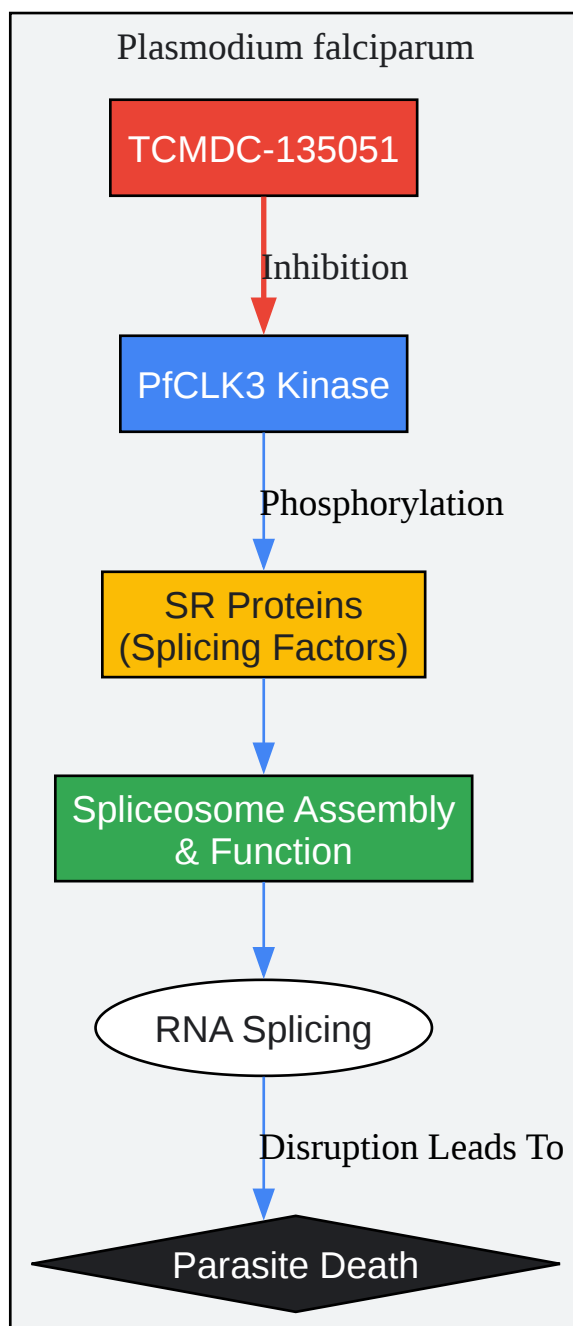 Plasmodium falciparum
TCMDC-135051
Inhibition
PfCLK3 Kinase
Phosphorylation
SR Proteins
(Splicing Factors)
Spliceosome Assembly
& Function
RNA Splicing
Disruption Leads To
Parasite Death